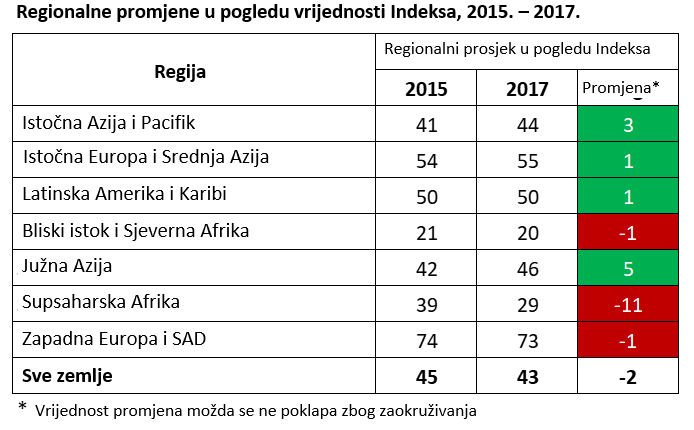 Regionalne promjene u pogledu vrijednosti Indeksa, 2015. – 2017.
Regija Regionalni prosjek u pogledu Indeksa
2015 2017 Promjena*
Istočna Azija i Pacifik 41 44 3
Istočna Europa i Srednja Azija 54 55 1
Latinska Amerika i Karibi 50 50 1
Bliski istok i Sjeverna Afrika 21 20 -1
Južna Azija 42 46 5
Supsaharska Afrika 39 29 -11
Zapadna Europa i SAD 74 73 -1
Sve zemlje 45 43 -2
* Vrijednost promjena možda se ne poklapa zbog zaokruživanja